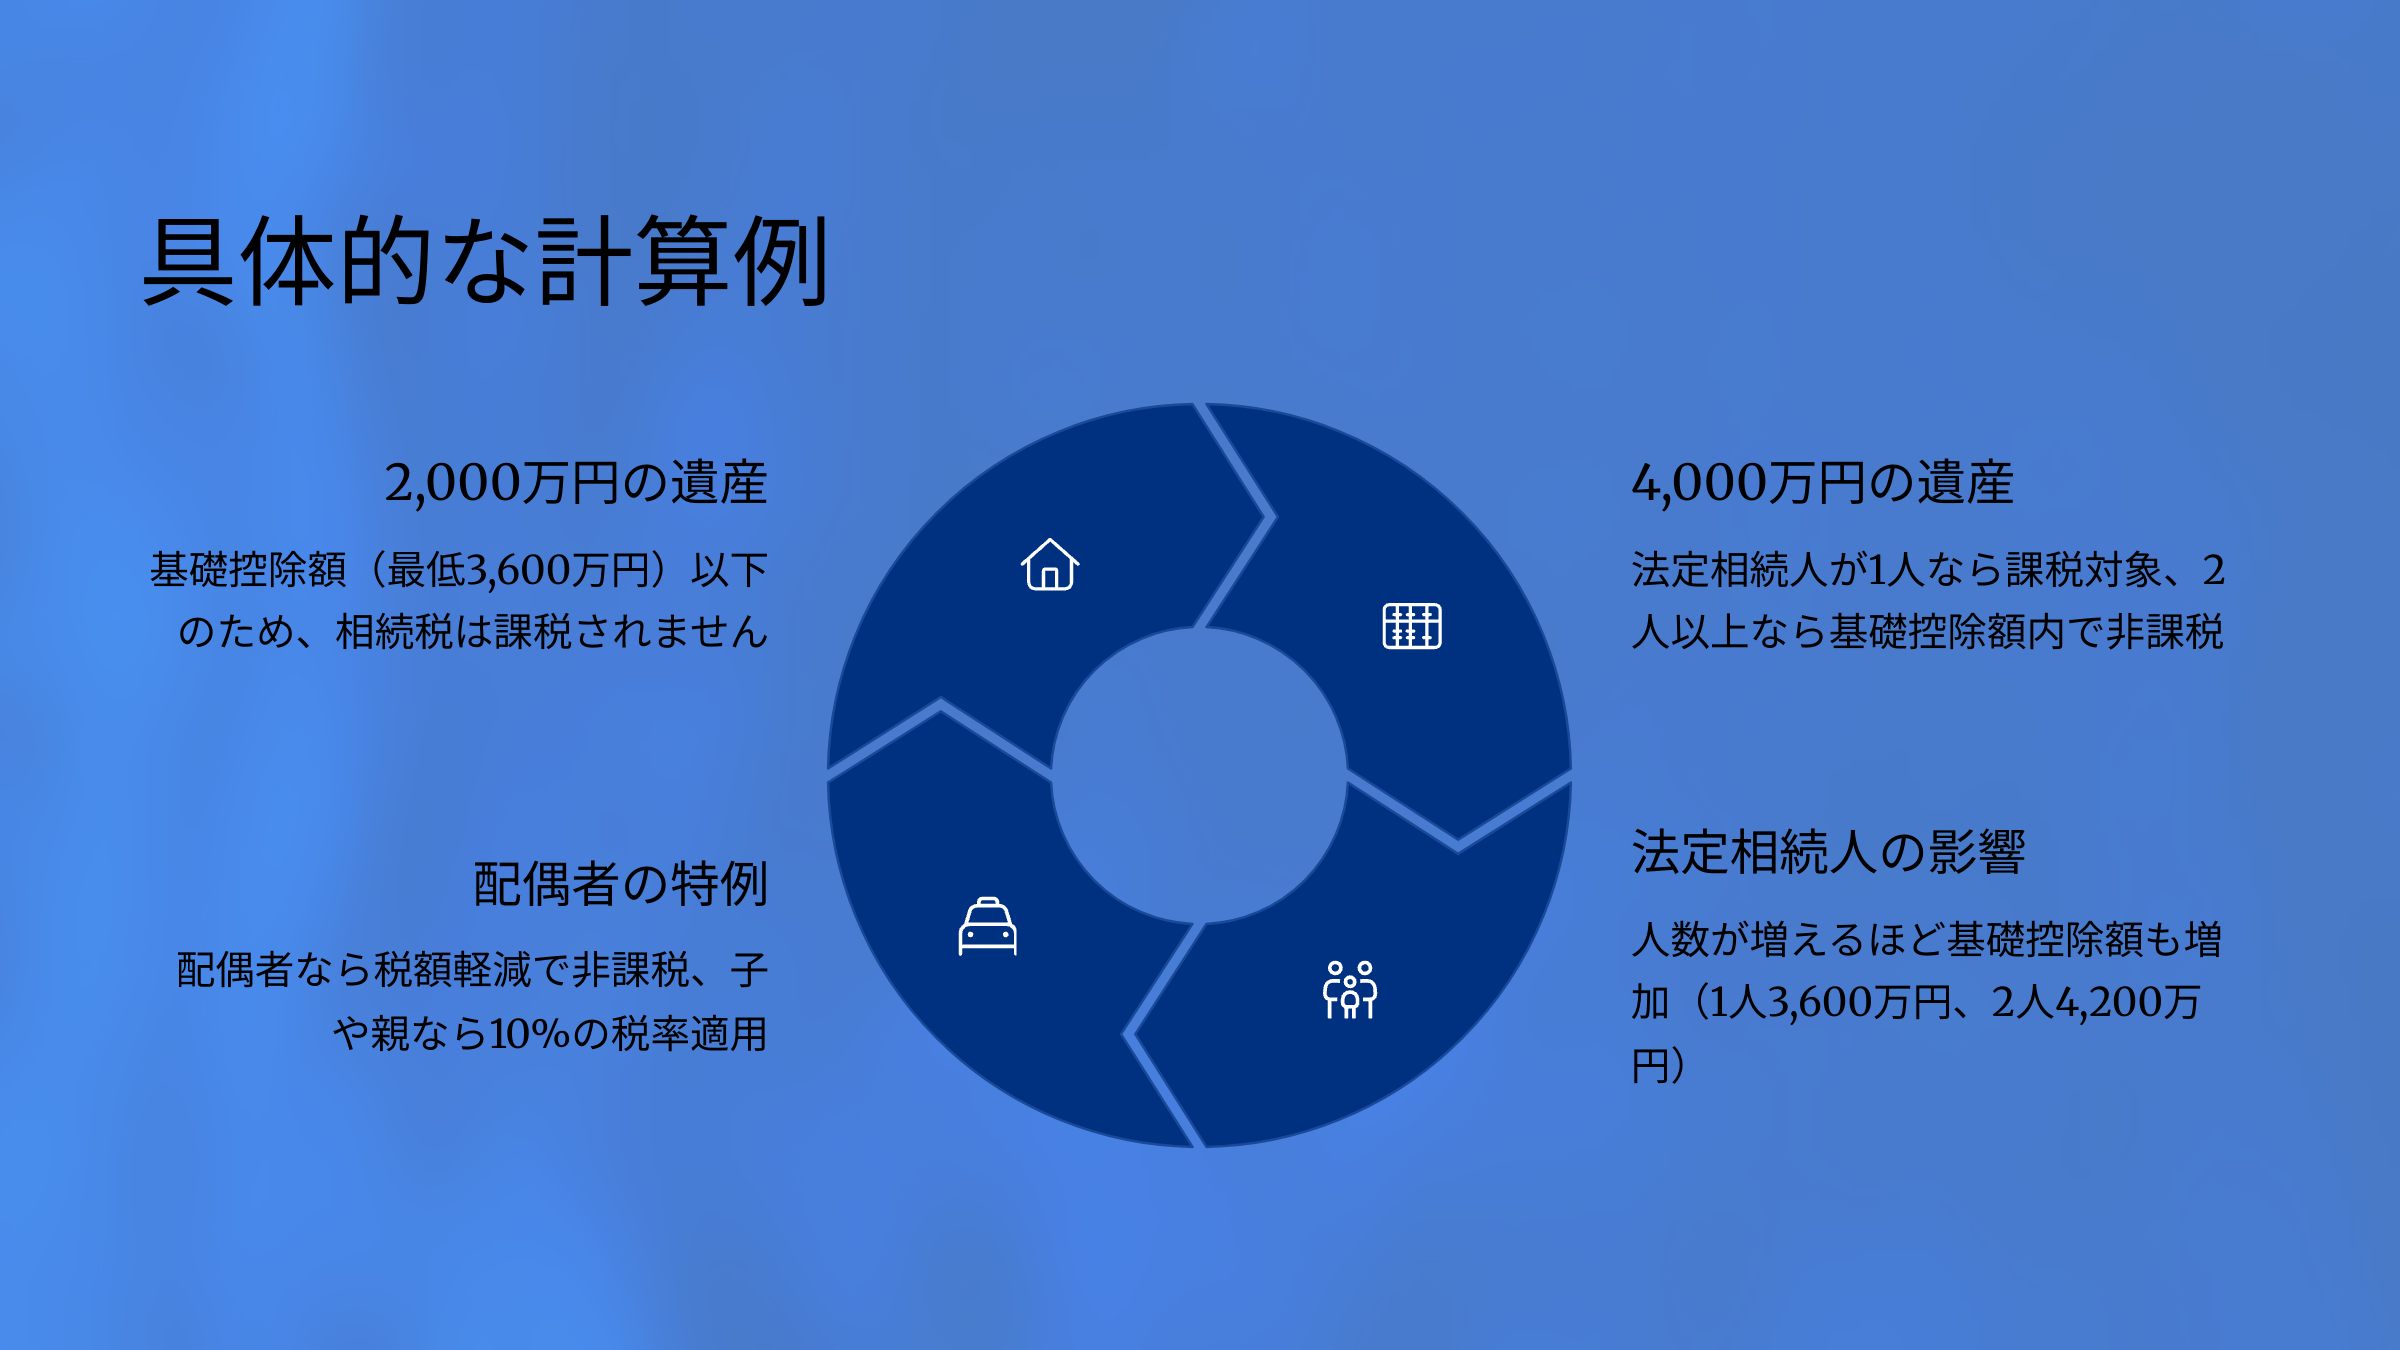 具体的な計算例
2,000万円の遺産
基礎控除額（最低3,600万円）以下
のため、相続税は課税されません
4,000万円の遺産
法定相続人が1人なら課税対象、2
人以上なら基礎控除額内で非課税
配偶者の特例
配偶者なら税額軽減で非課税、子
や親なら10%の税率適用
法定相続人の影響
人数が増えるほど基礎控除額も増
加（1人3,600万円、2人4,200万
円）